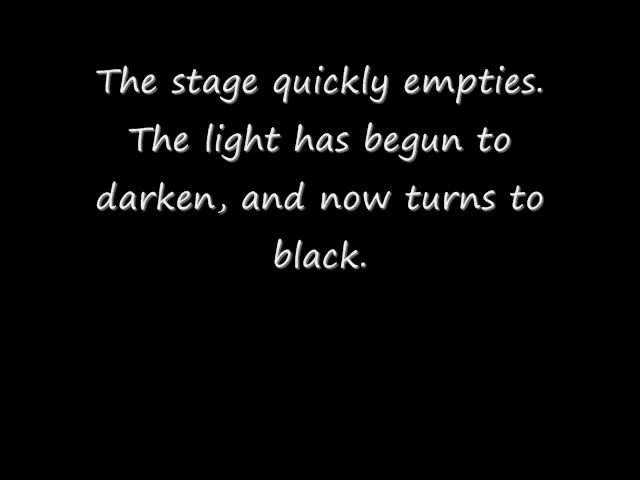 The stage quickly empties.
The light has begun to
darken, and now turns to
black.